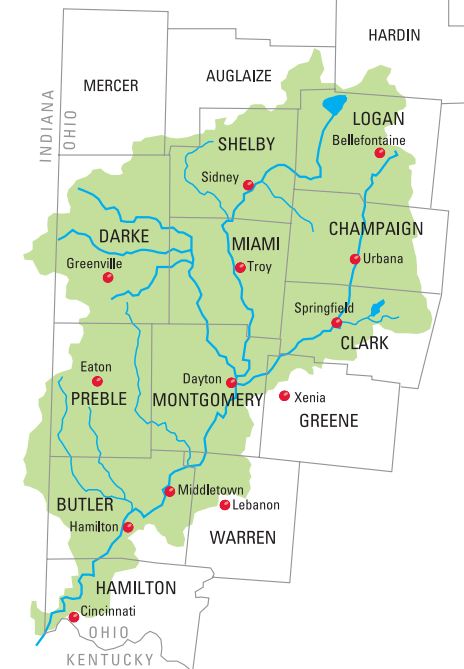 HARDIN
AUGLAIZE
MERCER
INDIANA
OHIO
LOGAN
Bellefontaine
SHELBY
Sidney
CHAMPAIGN
DARKE
MIAMI
Greenville
Troy
Urbana
Springfield
CLARK
Eaton
Dayton
PREBLE
MONTGOMERY
Xenia
GREENE
Middletown
BUTLER
Lebanon
Hamilton
WARREN
HAMILTON
Cincinnati
OHIO
KENTUCKY